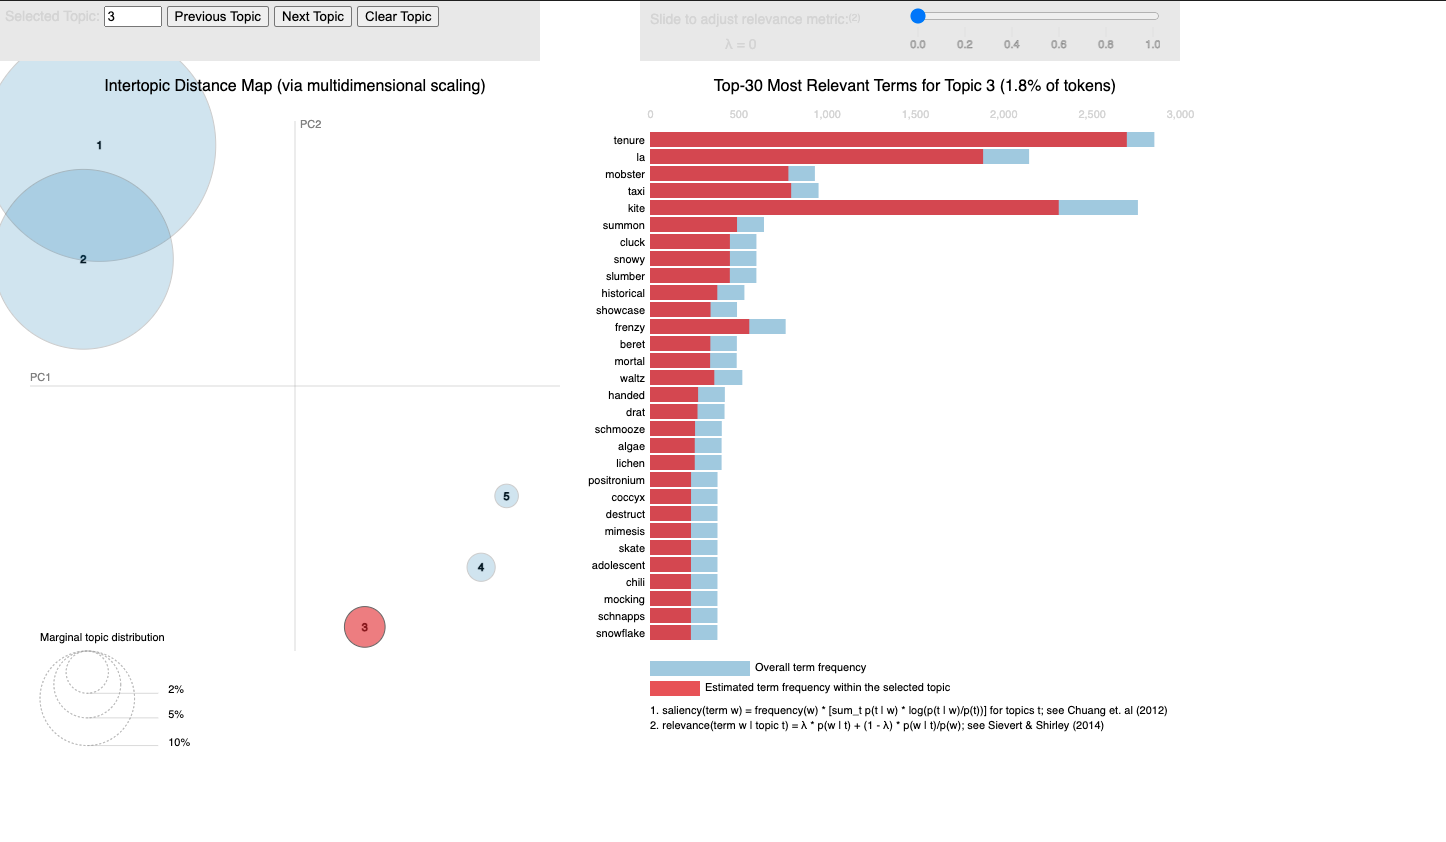 Selected Topic: 3 Previous Topic Next Topic Clear Topic
Slide to adjust relevance metric:(2)
λ = 0
0.0 0.2 0.4 0.6 0.8 1.0
Intertopic Distance Map (via multidimensional scaling)
PC2
PC1
1
2
5
4
3
Marginal topic distribution
2%
5%
10%
Top-30 Most Relevant Terms for Topic 3 (1.8% of tokens)
0 500 1,000 1,500 2,000 2,500 3,000
tenure
la
mobster
taxi
kite
summon
cluck
snowy
slumber
historical
showcase
frenzy
beret
mortal
waltz
handed
drat
schmooze
algae
lichen
positronium
coccyx
destruct
mimesis
skate
adolescent
chili
mocking
schnapps
snowflake
Overall term frequency
Estimated term frequency within the selected topic
1. saliency(term w) = frequency(w) * [sum_t p(t | w) * log(p(t | w)/p(t))] for topics t; see Chuang et. al (2012)
2. relevance(term w | topic t) = λ * p(w | t) + (1 - λ) * p(w | t)/p(w); see Sievert & Shirley (2014)